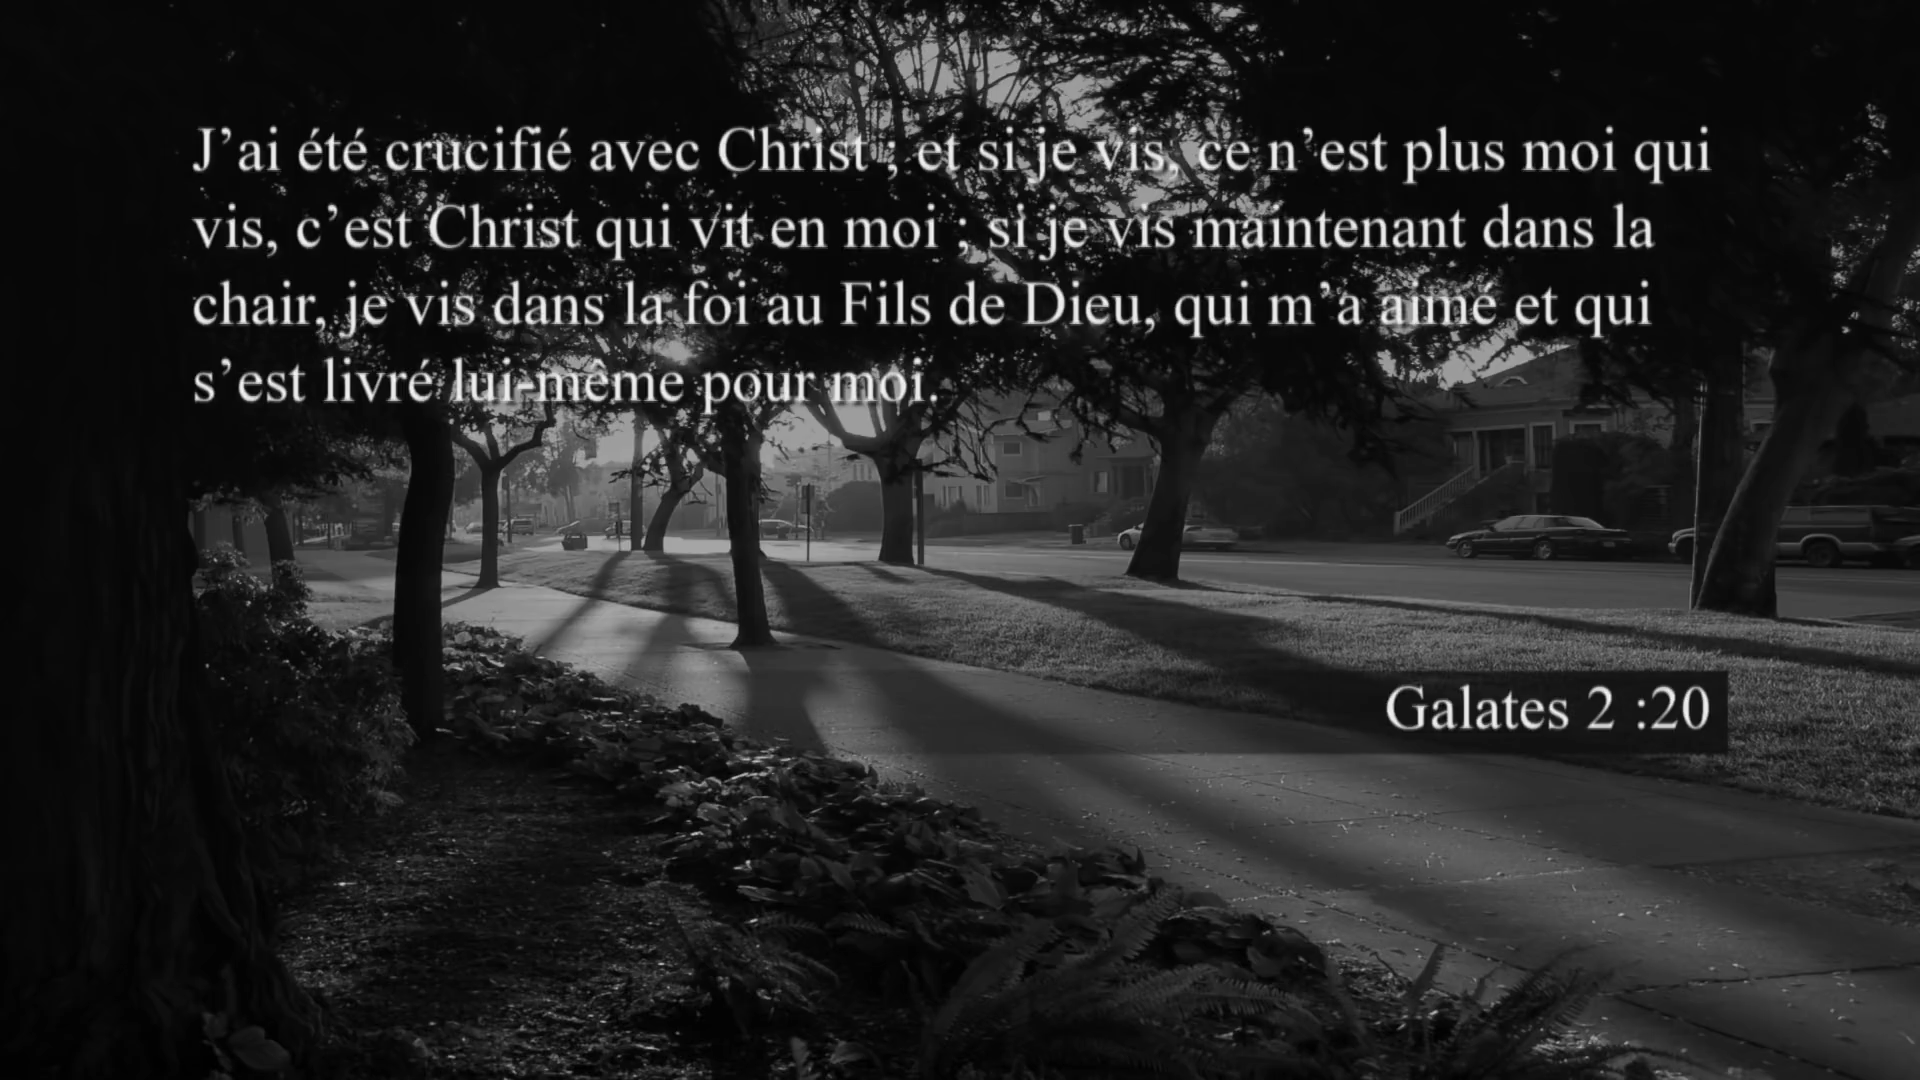 J’ai été crucifié avec Christ ; et si je vis, ce n’est plus moi qui
vis, c’est Christ qui vit en moi ; si je vis maintenant dans la
chair, je vis dans la foi au Fils de Dieu, qui m’a aimé et qui
s’est livré lui-même pour moi.
Galates 2 :20